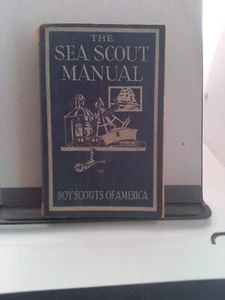 THE
SEA SCOUT
MANUAL
BOY SCOUTS OF AMERICA